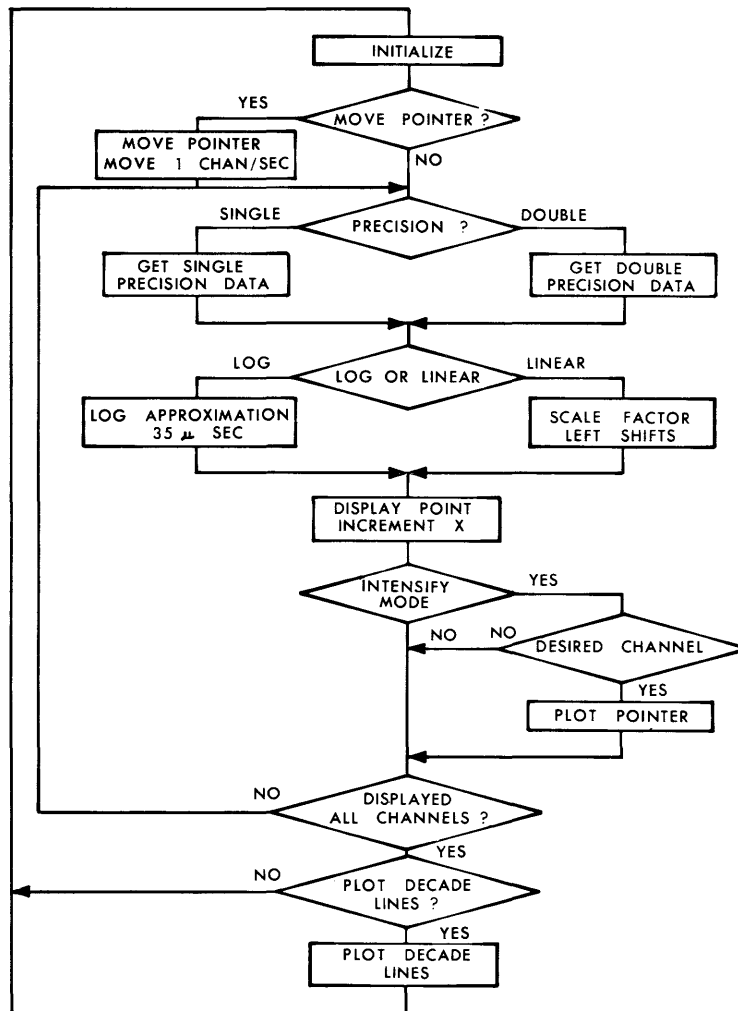 INITIALIZE
YES
MOVE POINTER ?
MOVE POINTER
MOVE 1 CHAN/SEC
NO
SINGLE
PRECISION ?
DOUBLE
GET SINGLE
PRECISION DATA
GET DOUBLE
PRECISION DATA
LOG
LOG OR LINEAR
LINEAR
LOG APPROXIMATION
35 μ SEC
SCALE FACTOR
LEFT SHIFTS
DISPLAY POINT
INCREMENT X
INTENSIFY
MODE
YES
NO
NO
DESIRED CHANNEL
YES
PLOT POINTER
NO
DISPLAYED
ALL CHANNELS ?
YES
NO
PLOT DECADE
LINES ?
YES
PLOT DECADE
LINES